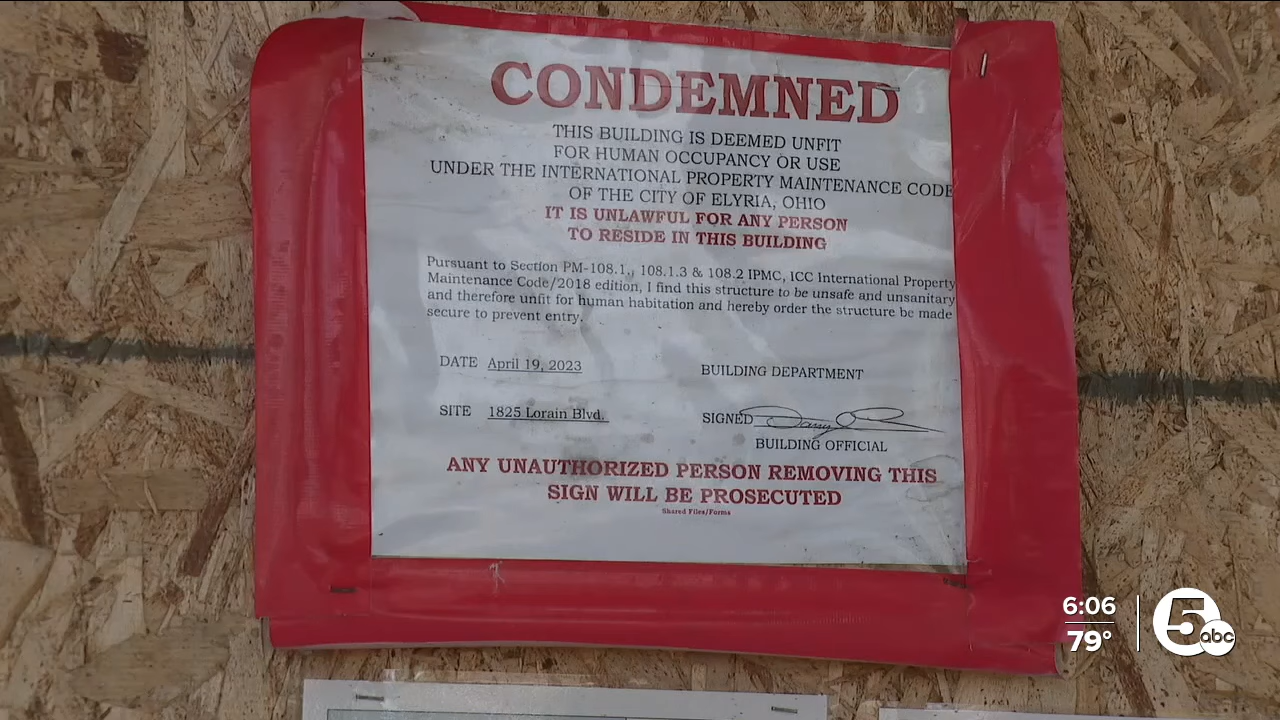 CONDEMNED
THIS BUILDING IS DEEMED UNFIT
FOR HUMAN OCCUPANCY OR USE
UNDER THE INTERNATIONAL PROPERTY MAINTENANCE CODE
OF THE CITY OF ELYRIA, OHIO
IT IS UNLAWFUL FOR ANY PERSON
TO RESIDE IN THIS BUILDING
Pursuant to Section PM-108.1., 108.1.3 & 108.2 IPMC, ICC International Property
Maintenance Code/2018 edition, I find this structure to be unsafe and unsanitary
and therefore unfit for human habitation and hereby order the structure be made
secure to prevent entry.
DATE April 19, 2023
BUILDING DEPARTMENT
SITE 1825 Lorain Blvd.
SIGNED
BUILDING OFFICIAL
ANY UNAUTHORIZED PERSON REMOVING THIS
SIGN WILL BE PROSECUTED
Shared Files/Forms
6:06
79°
5 abc